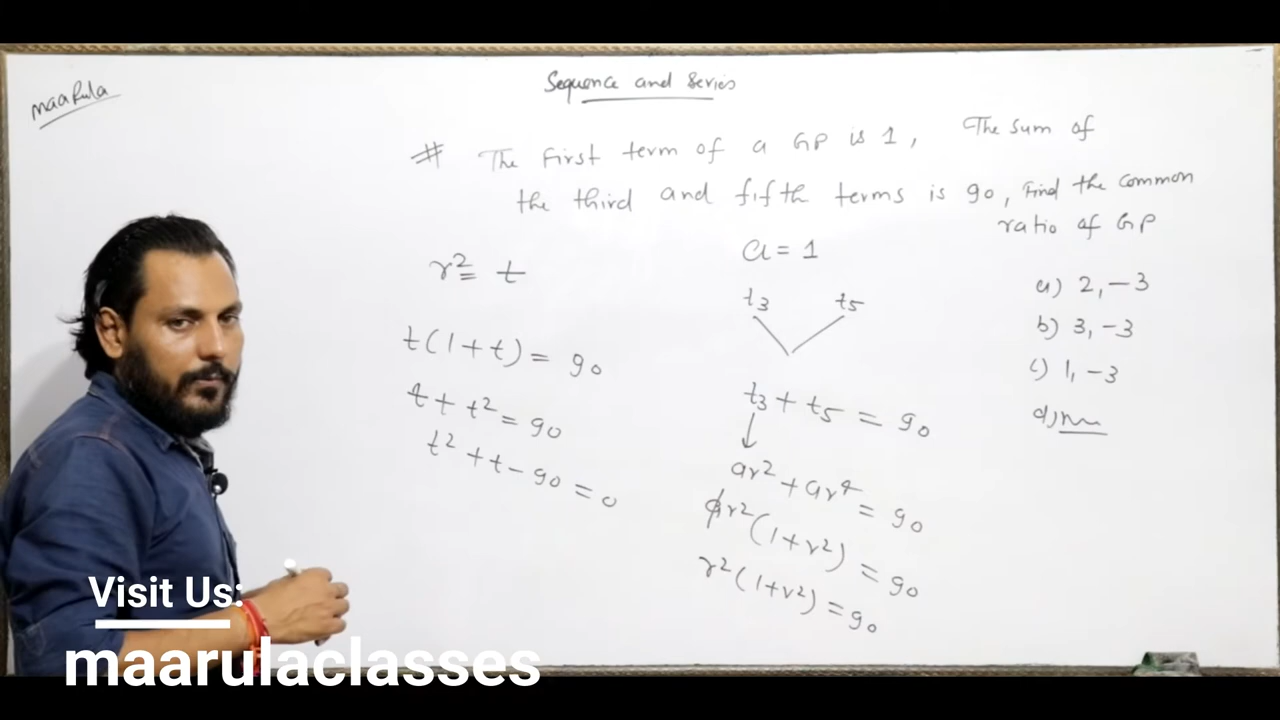 maarula
Sequence and Series
# The First term of a GP is 1, The sum of
the third and fifth terms is 90, Find the common
ratio of GP
r² = t
t(1+t) = 90
t + t² = 90
t² + t - 90 = 0
a = 1
t₃ t₅
t₃ + t₅ = 90
ar² + ar⁴ = 90
ar²(1+r²) = 90
r²(1+r²) = 90
a) 2, -3
b) 3, -3
c) 1, -3
d)
Visit Us:
maarulaclasses